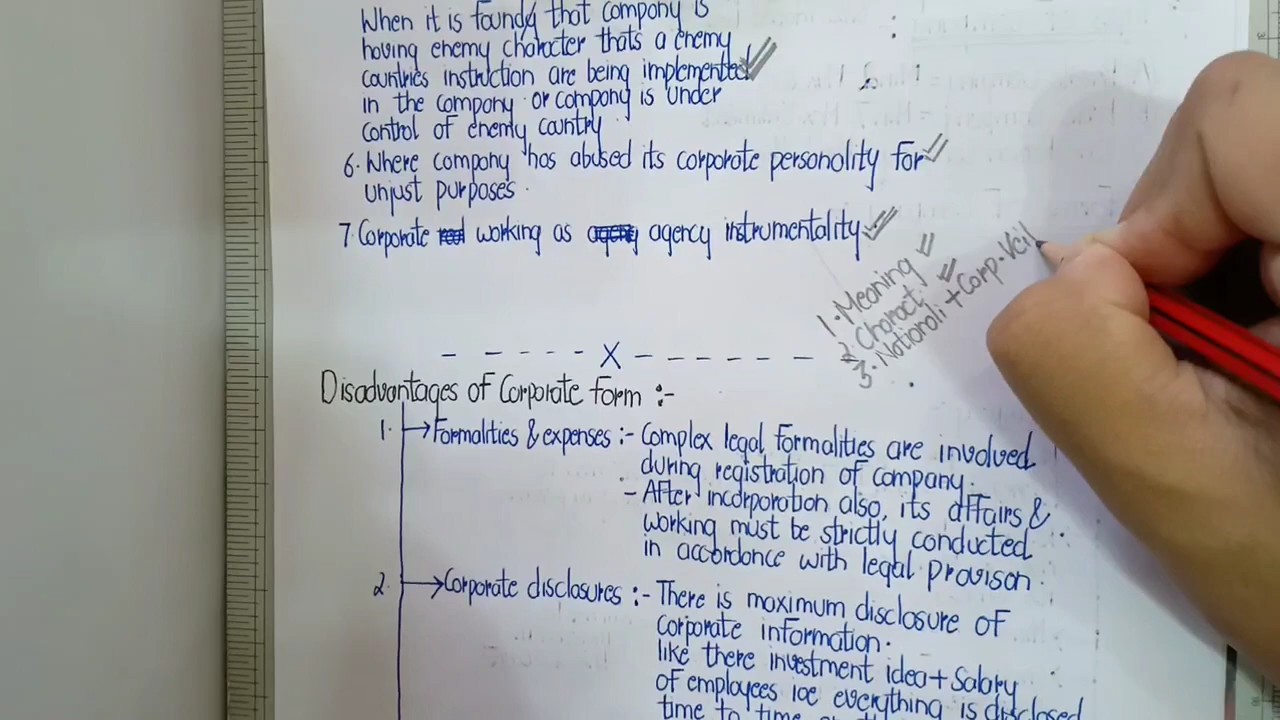 When it is found that company is
having enemy character thats a enemy
countries instruction are being implemented
in the company or company is under
control of enemy country
6. Where company has abused its corporate personality for
unjust purposes.
7. Corporate working as agency instrumentality
1. Meaning
2 Charact.
3. Nationali + Corp. Veil
X
Disadvantages of Corporate form :-
1. Formalities & expenses :- Complex legal formalities are involved
during registration of company.
- After incorporation also, its affairs &
working must be strictly conducted
in accordance with legal provison.
2. Corporate disclosures :- There is maximum disclosure of
corporate information.
like there investment idea + salary
of employees ioe everything is disclosed
time to time